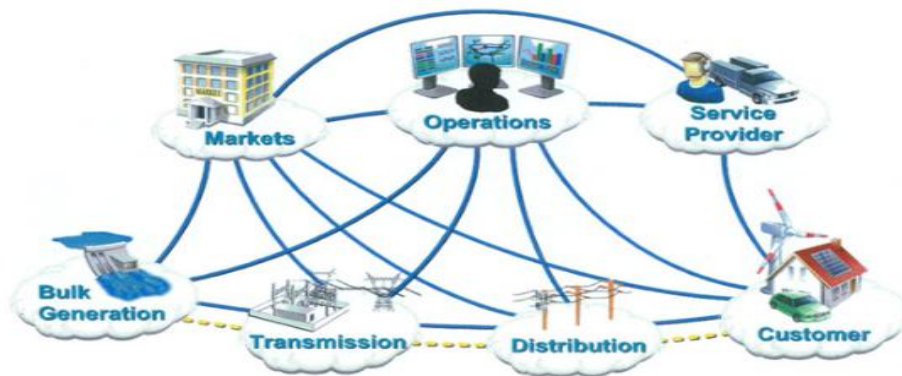 Markets
Operations
Service
Provider
Bulk
Generation
Transmission
Distribution
Customer